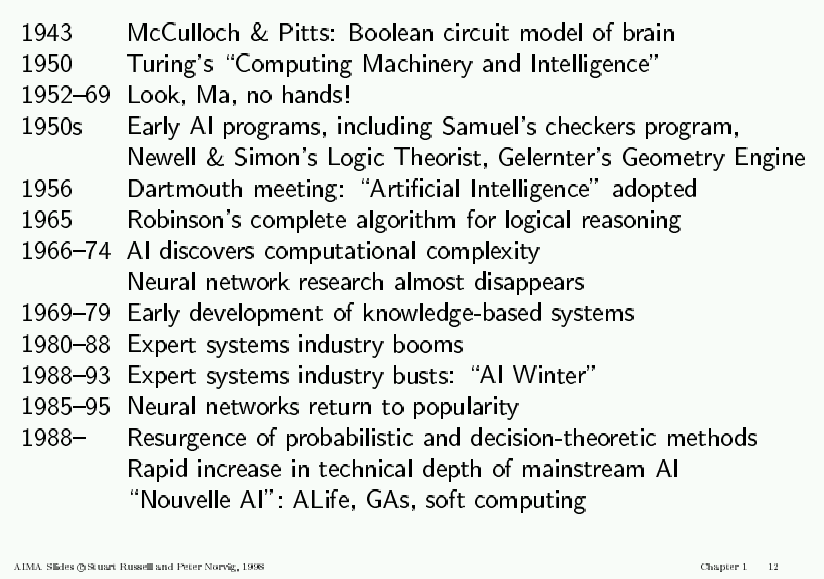 1943 McCulloch & Pitts: Boolean circuit model of brain
1950 Turing's “Computing Machinery and Intelligence”
1952–69 Look, Ma, no hands!
1950s Early AI programs, including Samuel's checkers program,
Newell & Simon's Logic Theorist, Gelernter's Geometry Engine
1956 Dartmouth meeting: “Artificial Intelligence” adopted
1965 Robinson's complete algorithm for logical reasoning
1966–74 AI discovers computational complexity
Neural network research almost disappears
1969–79 Early development of knowledge-based systems
1980–88 Expert systems industry booms
1988–93 Expert systems industry busts: “AI Winter”
1985–95 Neural networks return to popularity
1988– Resurgence of probabilistic and decision-theoretic methods
Rapid increase in technical depth of mainstream AI
“Nouvelle AI”: ALife, GAs, soft computing
AIMA Slides ©Stuart Russell and Peter Norvig, 1998 Chapter 1 12